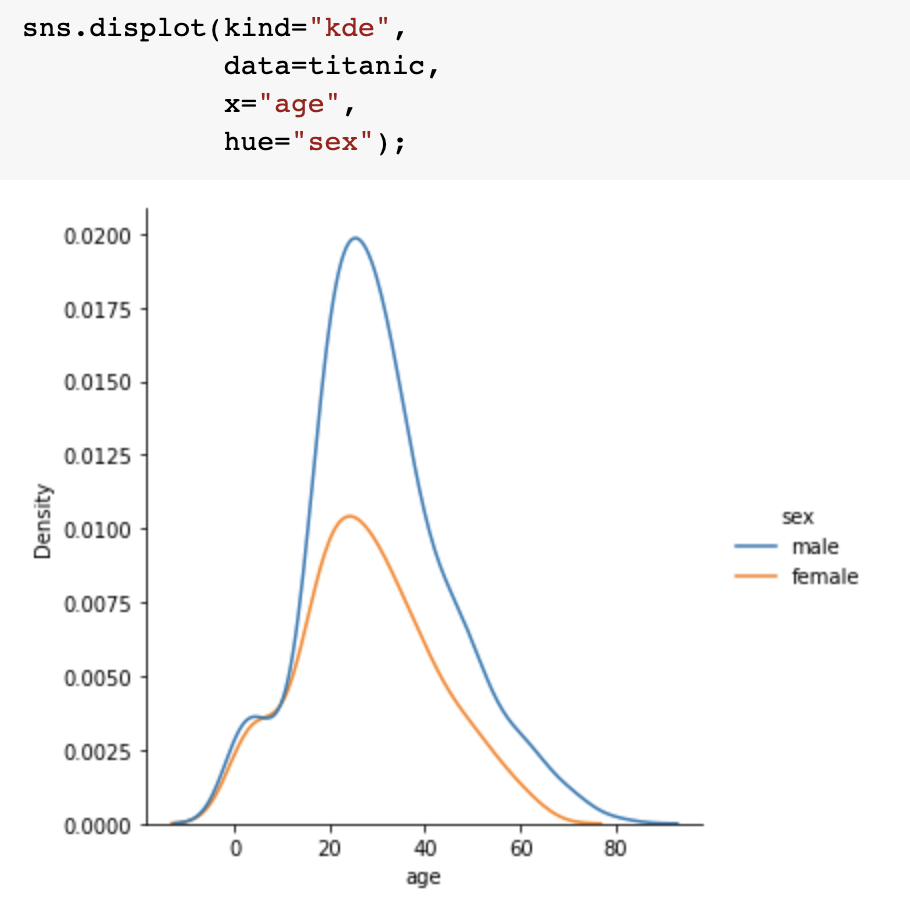 sns.displot(kind="kde",
            data=titanic,
            x="age",
            hue="sex");
0.0200
0.0175
0.0150
0.0125
0.0100
0.0075
0.0050
0.0025
0.0000
Density
sex
male
female
0 20 40 60 80
age